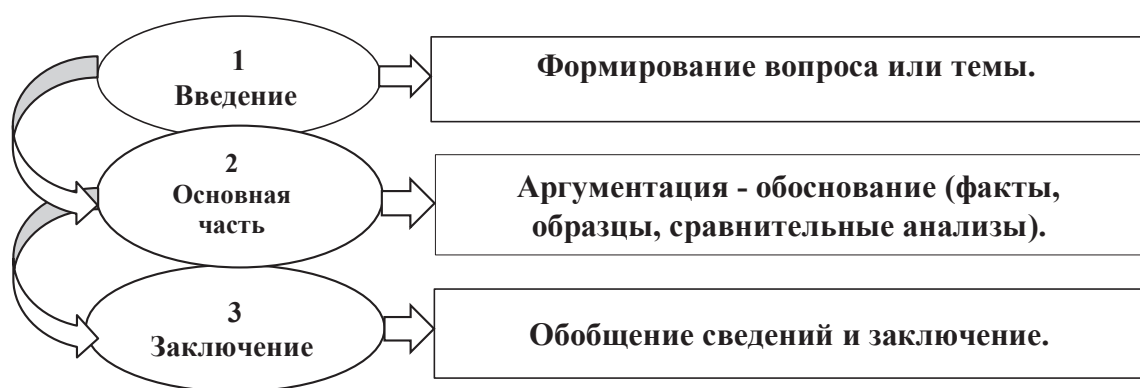 1
Введение
Формирование вопроса или темы.
2
Основная
часть
Аргументация - обоснование (факты,
образцы, сравнительные анализы).
3
Заключение
Обобщение сведений и заключение.